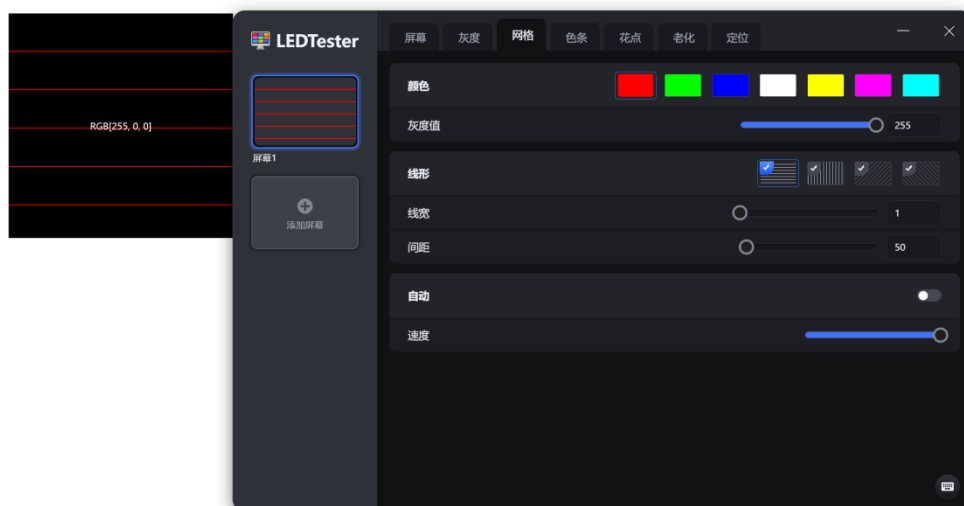 RGB[255, 0, 0]
LEDTester
屏幕1
添加屏幕
屏幕 灰度 网格 色条 花点 老化 定位
颜色
灰度值 255
线形
线宽 1
间距 50
自动
速度